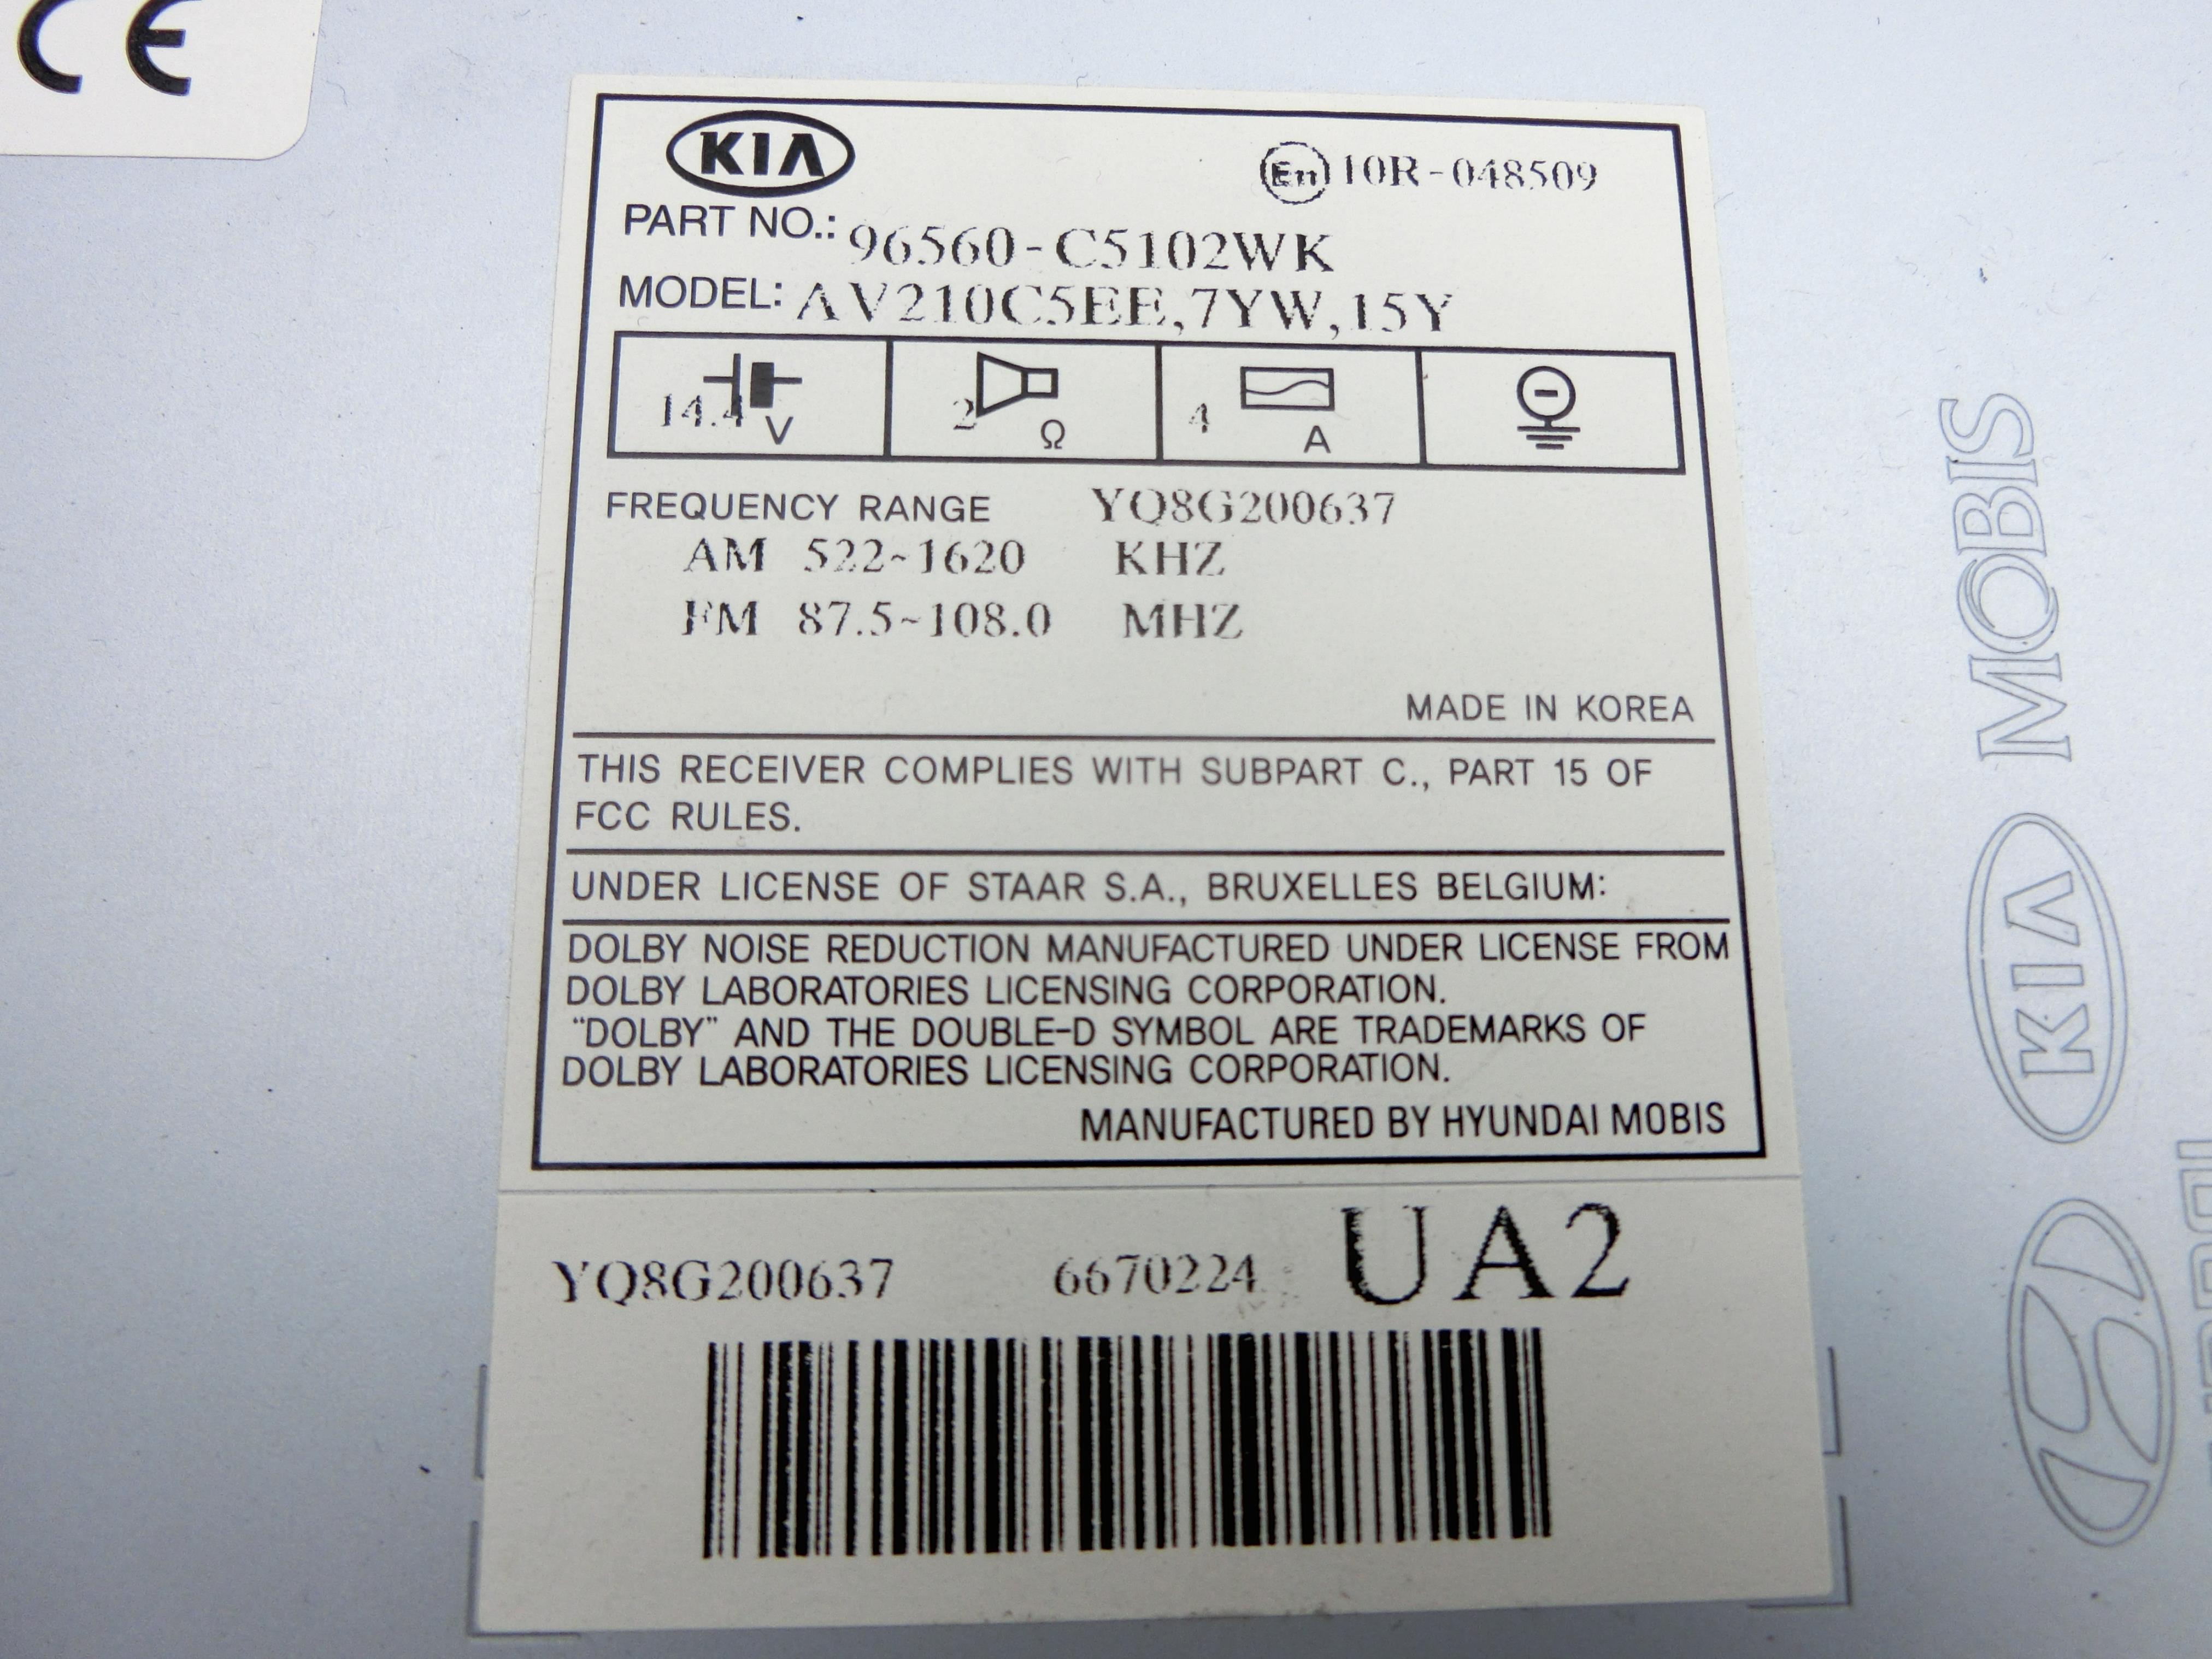 CE
KIA
E11 10R-048509
PART NO.: 96560-C5102WK
MODEL: AV210C5EE,7YW,15Y
14.4 V 2 Ω 4 A
FREQUENCY RANGE YQ8G200637
AM 522~1620 KHZ
FM 87.5~108.0 MHZ
MADE IN KOREA
THIS RECEIVER COMPLIES WITH SUBPART C., PART 15 OF
FCC RULES.
UNDER LICENSE OF STAAR S.A., BRUXELLES BELGIUM:
DOLBY NOISE REDUCTION MANUFACTURED UNDER LICENSE FROM
DOLBY LABORATORIES LICENSING CORPORATION.
“DOLBY” AND THE DOUBLE-D SYMBOL ARE TRADEMARKS OF
DOLBY LABORATORIES LICENSING CORPORATION.
MANUFACTURED BY HYUNDAI MOBIS
YQ8G200637 6670224 UA2
MOBIS
KIA